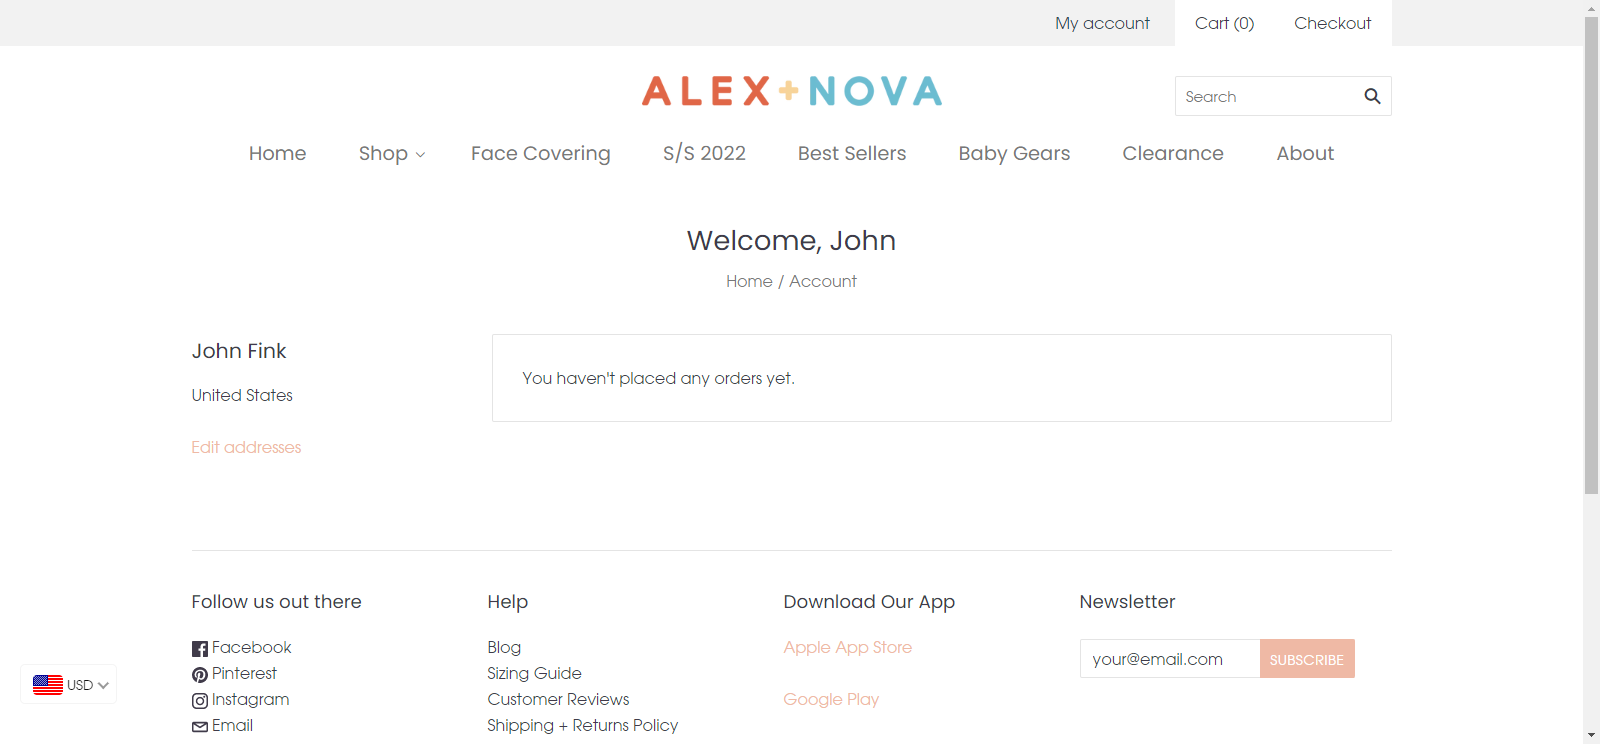 My account
Cart (0)
Checkout
ALEX+NOVA
Search
Home
Shop
Face Covering
S/S 2022
Best Sellers
Baby Gears
Clearance
About
Welcome, John
Home / Account
John Fink
United States
Edit addresses
You haven't placed any orders yet.
Follow us out there
Facebook
Pinterest
Instagram
Email
Help
Blog
Sizing Guide
Customer Reviews
Shipping + Returns Policy
Download Our App
Apple App Store
Google Play
Newsletter
your@email.com
SUBSCRIBE
USD